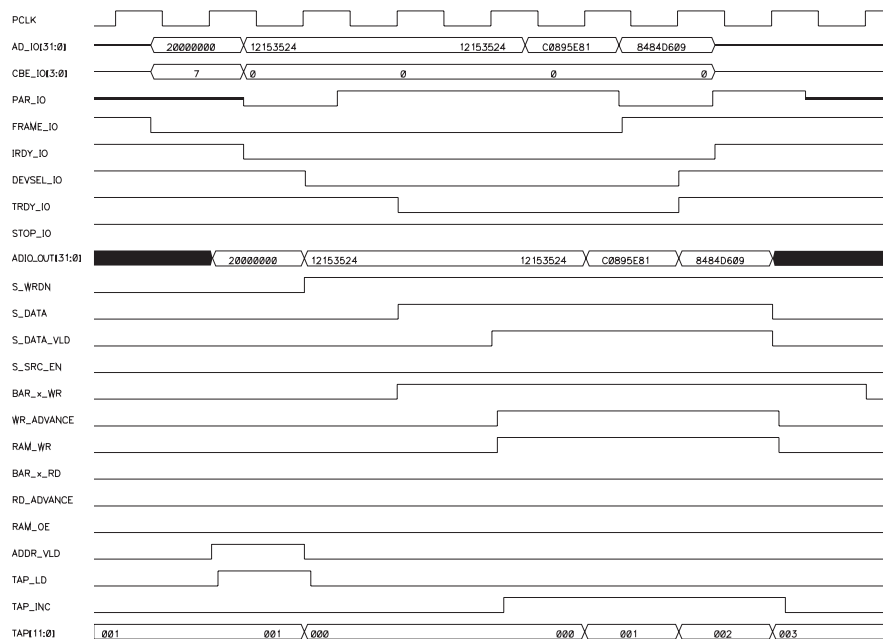 PCLK
AD_IO[31:0] 20000000 12153524 12153524 C0895E81 8484D609
CBE_IO[3:0] 7 0 0 0 0
PAR_IO
FRAME_IO
IRDY_IO
DEVSEL_IO
TRDY_IO
STOP_IO
ADIO_OUT[31:0] 20000000 12153524 12153524 C0895E81 8484D609
S_WRDN
S_DATA
S_DATA_VLD
S_SRC_EN
BAR_x_WR
WR_ADVANCE
RAM_WR
BAR_x_RD
RD_ADVANCE
RAM_OE
ADDR_VLD
TAP_LD
TAP_INC
TAP[11:0] 001 001 000 000 001 002 003